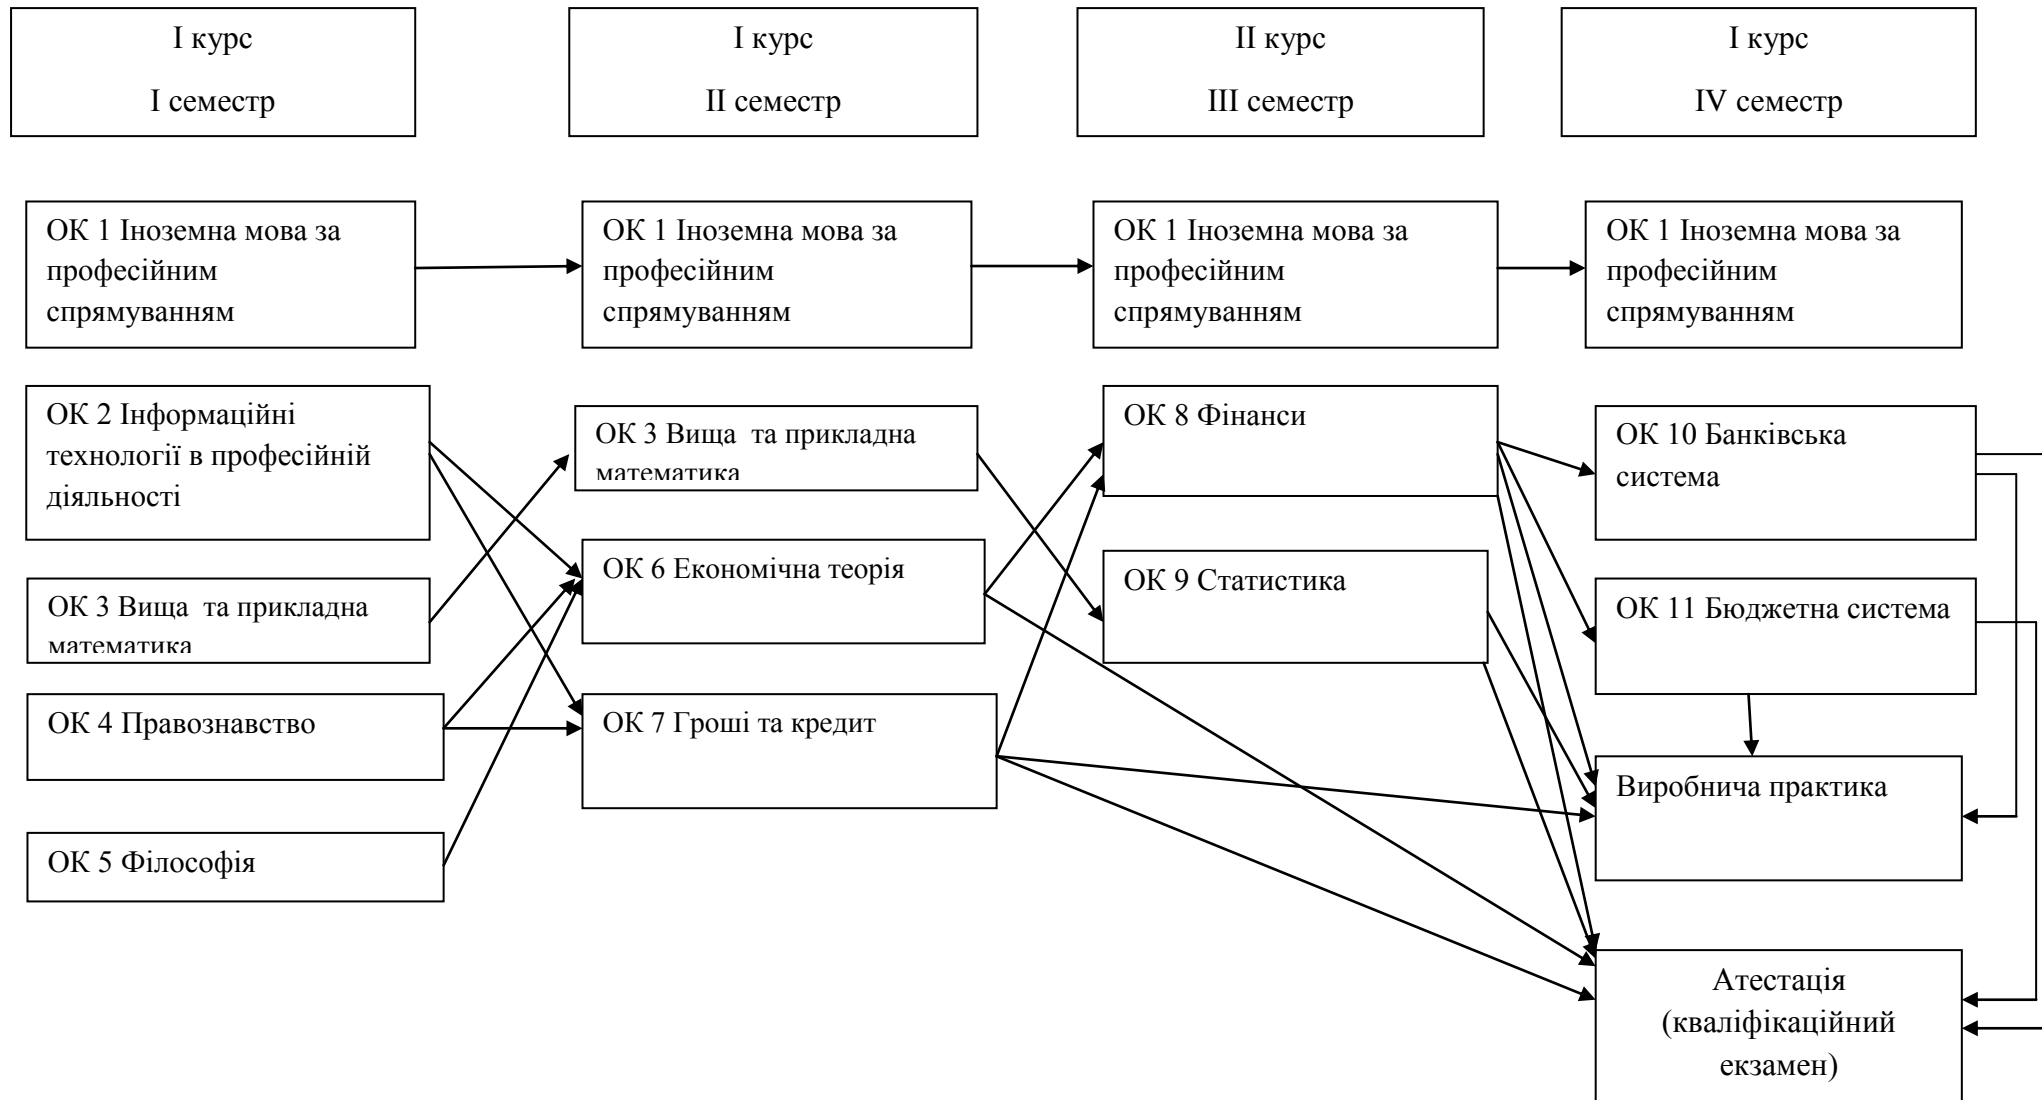 І курс
І семестр
І курс
ІІ семестр
ІІ курс
ІІІ семестр
І курс
IV семестр
ОК 1 Іноземна мова за
професійним
спрямуванням
ОК 1 Іноземна мова за
професійним
спрямуванням
ОК 1 Іноземна мова за
професійним
спрямуванням
ОК 1 Іноземна мова за
професійним
спрямуванням
ОК 2 Інформаційні
технології в професійній
діяльності
ОК 3 Вища  та прикладна
математика
ОК 4 Правознавство
ОК 5 Філософія
ОК 3 Вища  та прикладна
математика
ОК 6 Економічна теорія
ОК 7 Гроші та кредит
ОК 8 Фінанси
ОК 9 Статистика
ОК 10 Банківська
система
ОК 11 Бюджетна система
Виробнича практика
Атестація
(кваліфікаційний
екзамен)